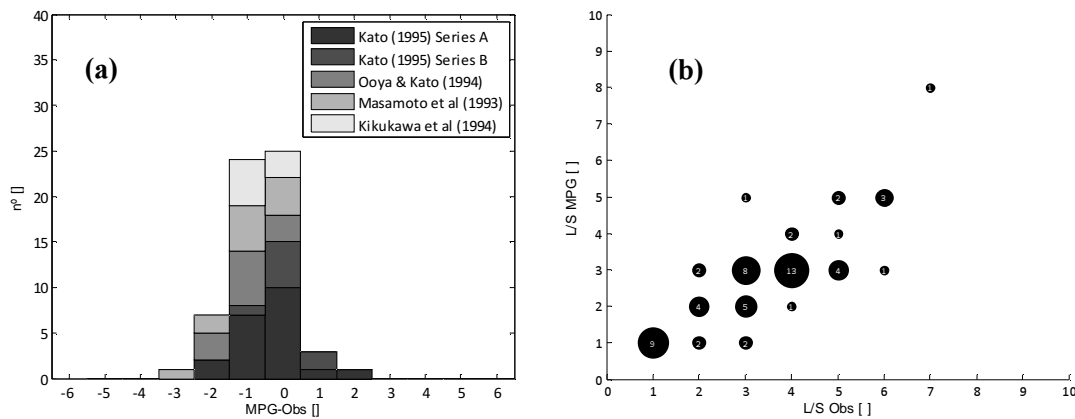 (a)
Kato (1995) Series A
Kato (1995) Series B
Ooya & Kato (1994)
Masamoto et al (1993)
Kikukawa et al (1994)
40
35
30
25
20
15
10
5
0
nº []
-6 -5 -4 -3 -2 -1 0 1 2 3 4 5 6
MPG-Obs []
(b)
10
9
8
7
6
5
4
3
2
1
0
L/S MPG [ ]
1
1 2 3
2 1
2 8 13 4 1
4 5 1
9 2 2
0 1 2 3 4 5 6 7 8 9 10
L/S Obs [ ]